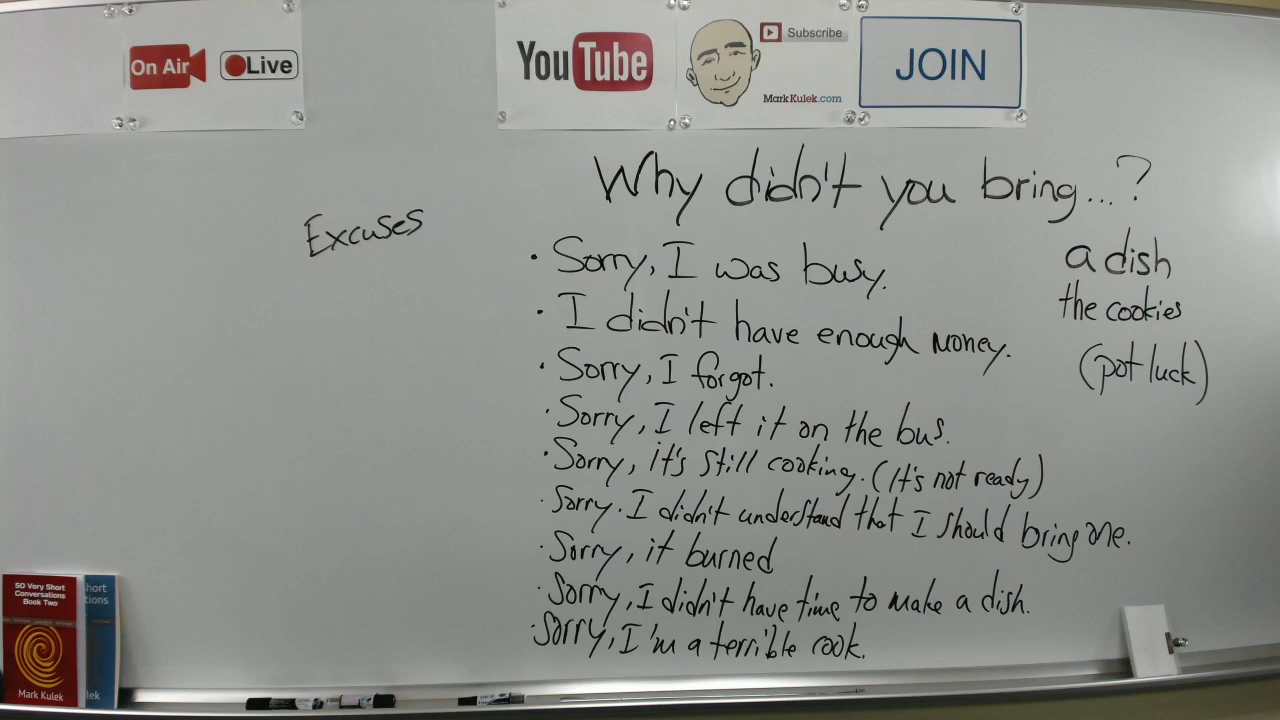 On Air
Live
YouTube
Subscribe
MarkKulek.com
JOIN
Why didn't you bring...?
Excuses
a dish
the cookies
(pot luck)
• Sorry, I was busy.
• I didn't have enough money.
• Sorry, I forgot.
• Sorry, I left it on the bus.
• Sorry, it's still cooking. (It's not ready)
• Sorry. I didn't understand that I should bring one.
• Sorry, it burned
• Sorry, I didn't have time to make a dish.
• Sorry, I'm a terrible cook.
50 Very Short
Conversations
Book Two
Mark Kulek
hort
tions
lek